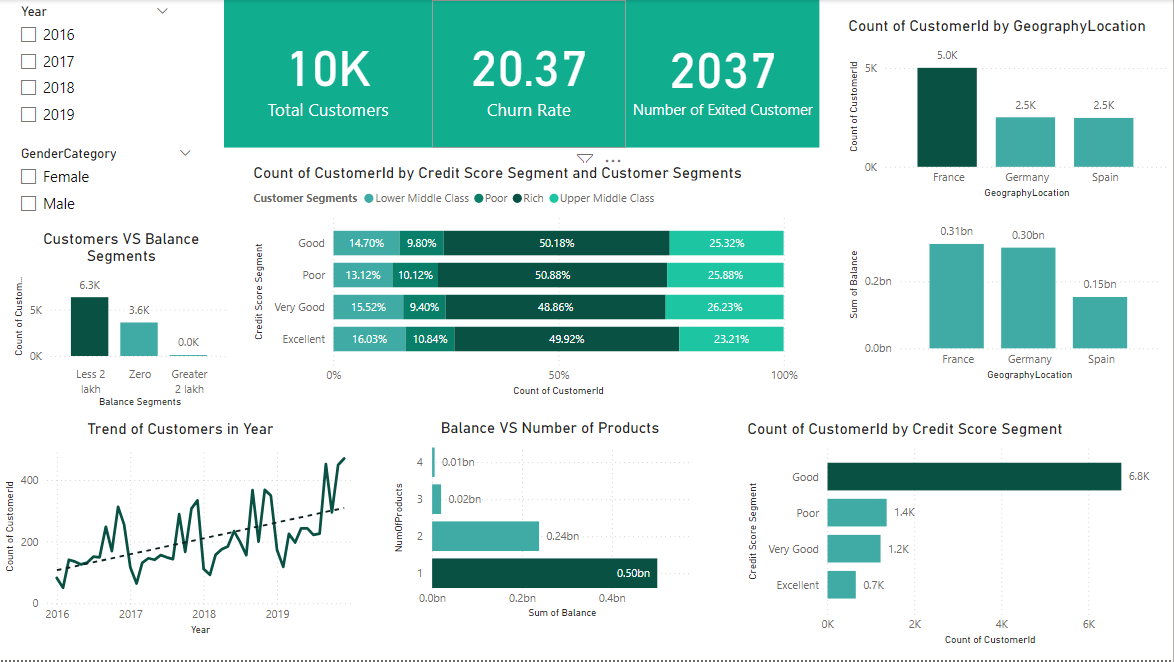 Year
2016
2017
2018
2019
GenderCategory
Female
Male
10K
Total Customers
20.37
Churn Rate
2037
Number of Exited Customer
Count of CustomerId by GeographyLocation
Count of CustomerId
5K
0K
5.0K
2.5K
2.5K
France
Germany
Spain
GeographyLocation
Customers VS Balance
Segments
Count of Custom...
5K
0K
6.3K
3.6K
0.0K
Less 2
lakh
Zero
Greater
2 lakh
Balance Segments
Count of CustomerId by Credit Score Segment and Customer Segments
Customer Segments Lower Middle Class Poor Rich Upper Middle Class
Credit Score Segment
Good 14.70% 9.80% 50.18% 25.32%
Poor 13.12% 10.12% 50.88% 25.88%
Very Good 15.52% 9.40% 48.86% 26.23%
Excellent 16.03% 10.84% 49.92% 23.21%
0% 50% 100%
Count of CustomerId
Sum of Balance
0.2bn
0.0bn
0.31bn
0.30bn
0.15bn
France
Germany
Spain
GeographyLocation
Trend of Customers in Year
Count of CustomerId
400
200
0
2016 2017 2018 2019
Year
Balance VS Number of Products
NumOfProducts
4 0.01bn
3 0.02bn
2 0.24bn
1 0.50bn
0.0bn 0.2bn 0.4bn
Sum of Balance
Count of CustomerId by Credit Score Segment
Credit Score Segment
Good 6.8K
Poor 1.4K
Very Good 1.2K
Excellent 0.7K
0K 2K 4K 6K
Count of CustomerId